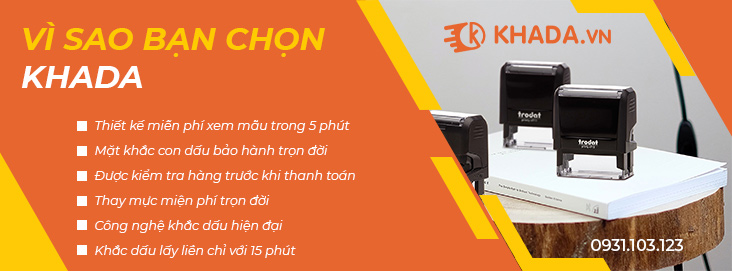 VÌ SAO BẠN CHỌN
KHADA
Thiết kế miễn phí xem mẫu trong 5 phút
Mặt khắc con dấu bảo hành trọn đời
Được kiểm tra hàng trước khi thanh toán
Thay mực miện phí trọn đời
Công nghệ khắc dấu hiện đại
Khắc dấu lấy liền chỉ với 15 phút
KHADA.VN
trodat
trodat
0931.103.123